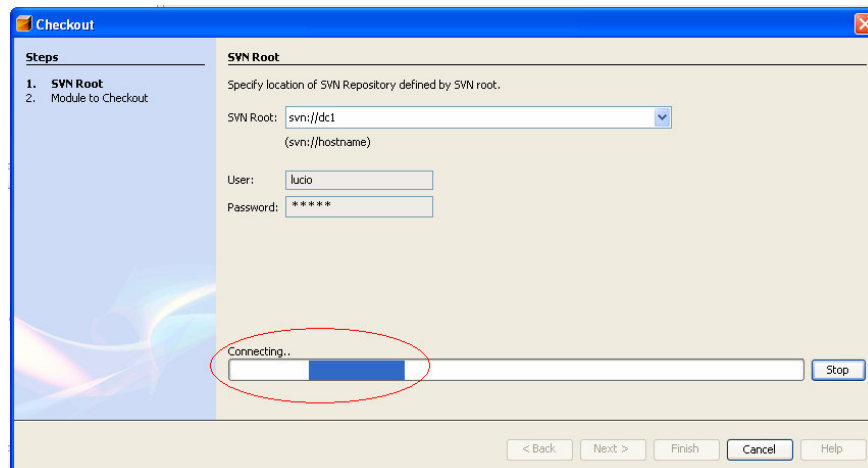 Checkout
Steps
1. SVN Root
2. Module to Checkout
SVN Root
Specify location of SVN Repository defined by SVN root.
SVN Root: svn://dc1
(svn://hostname)
User: lucio
Password: *****
Connecting..
Stop
< Back Next > Finish Cancel Help